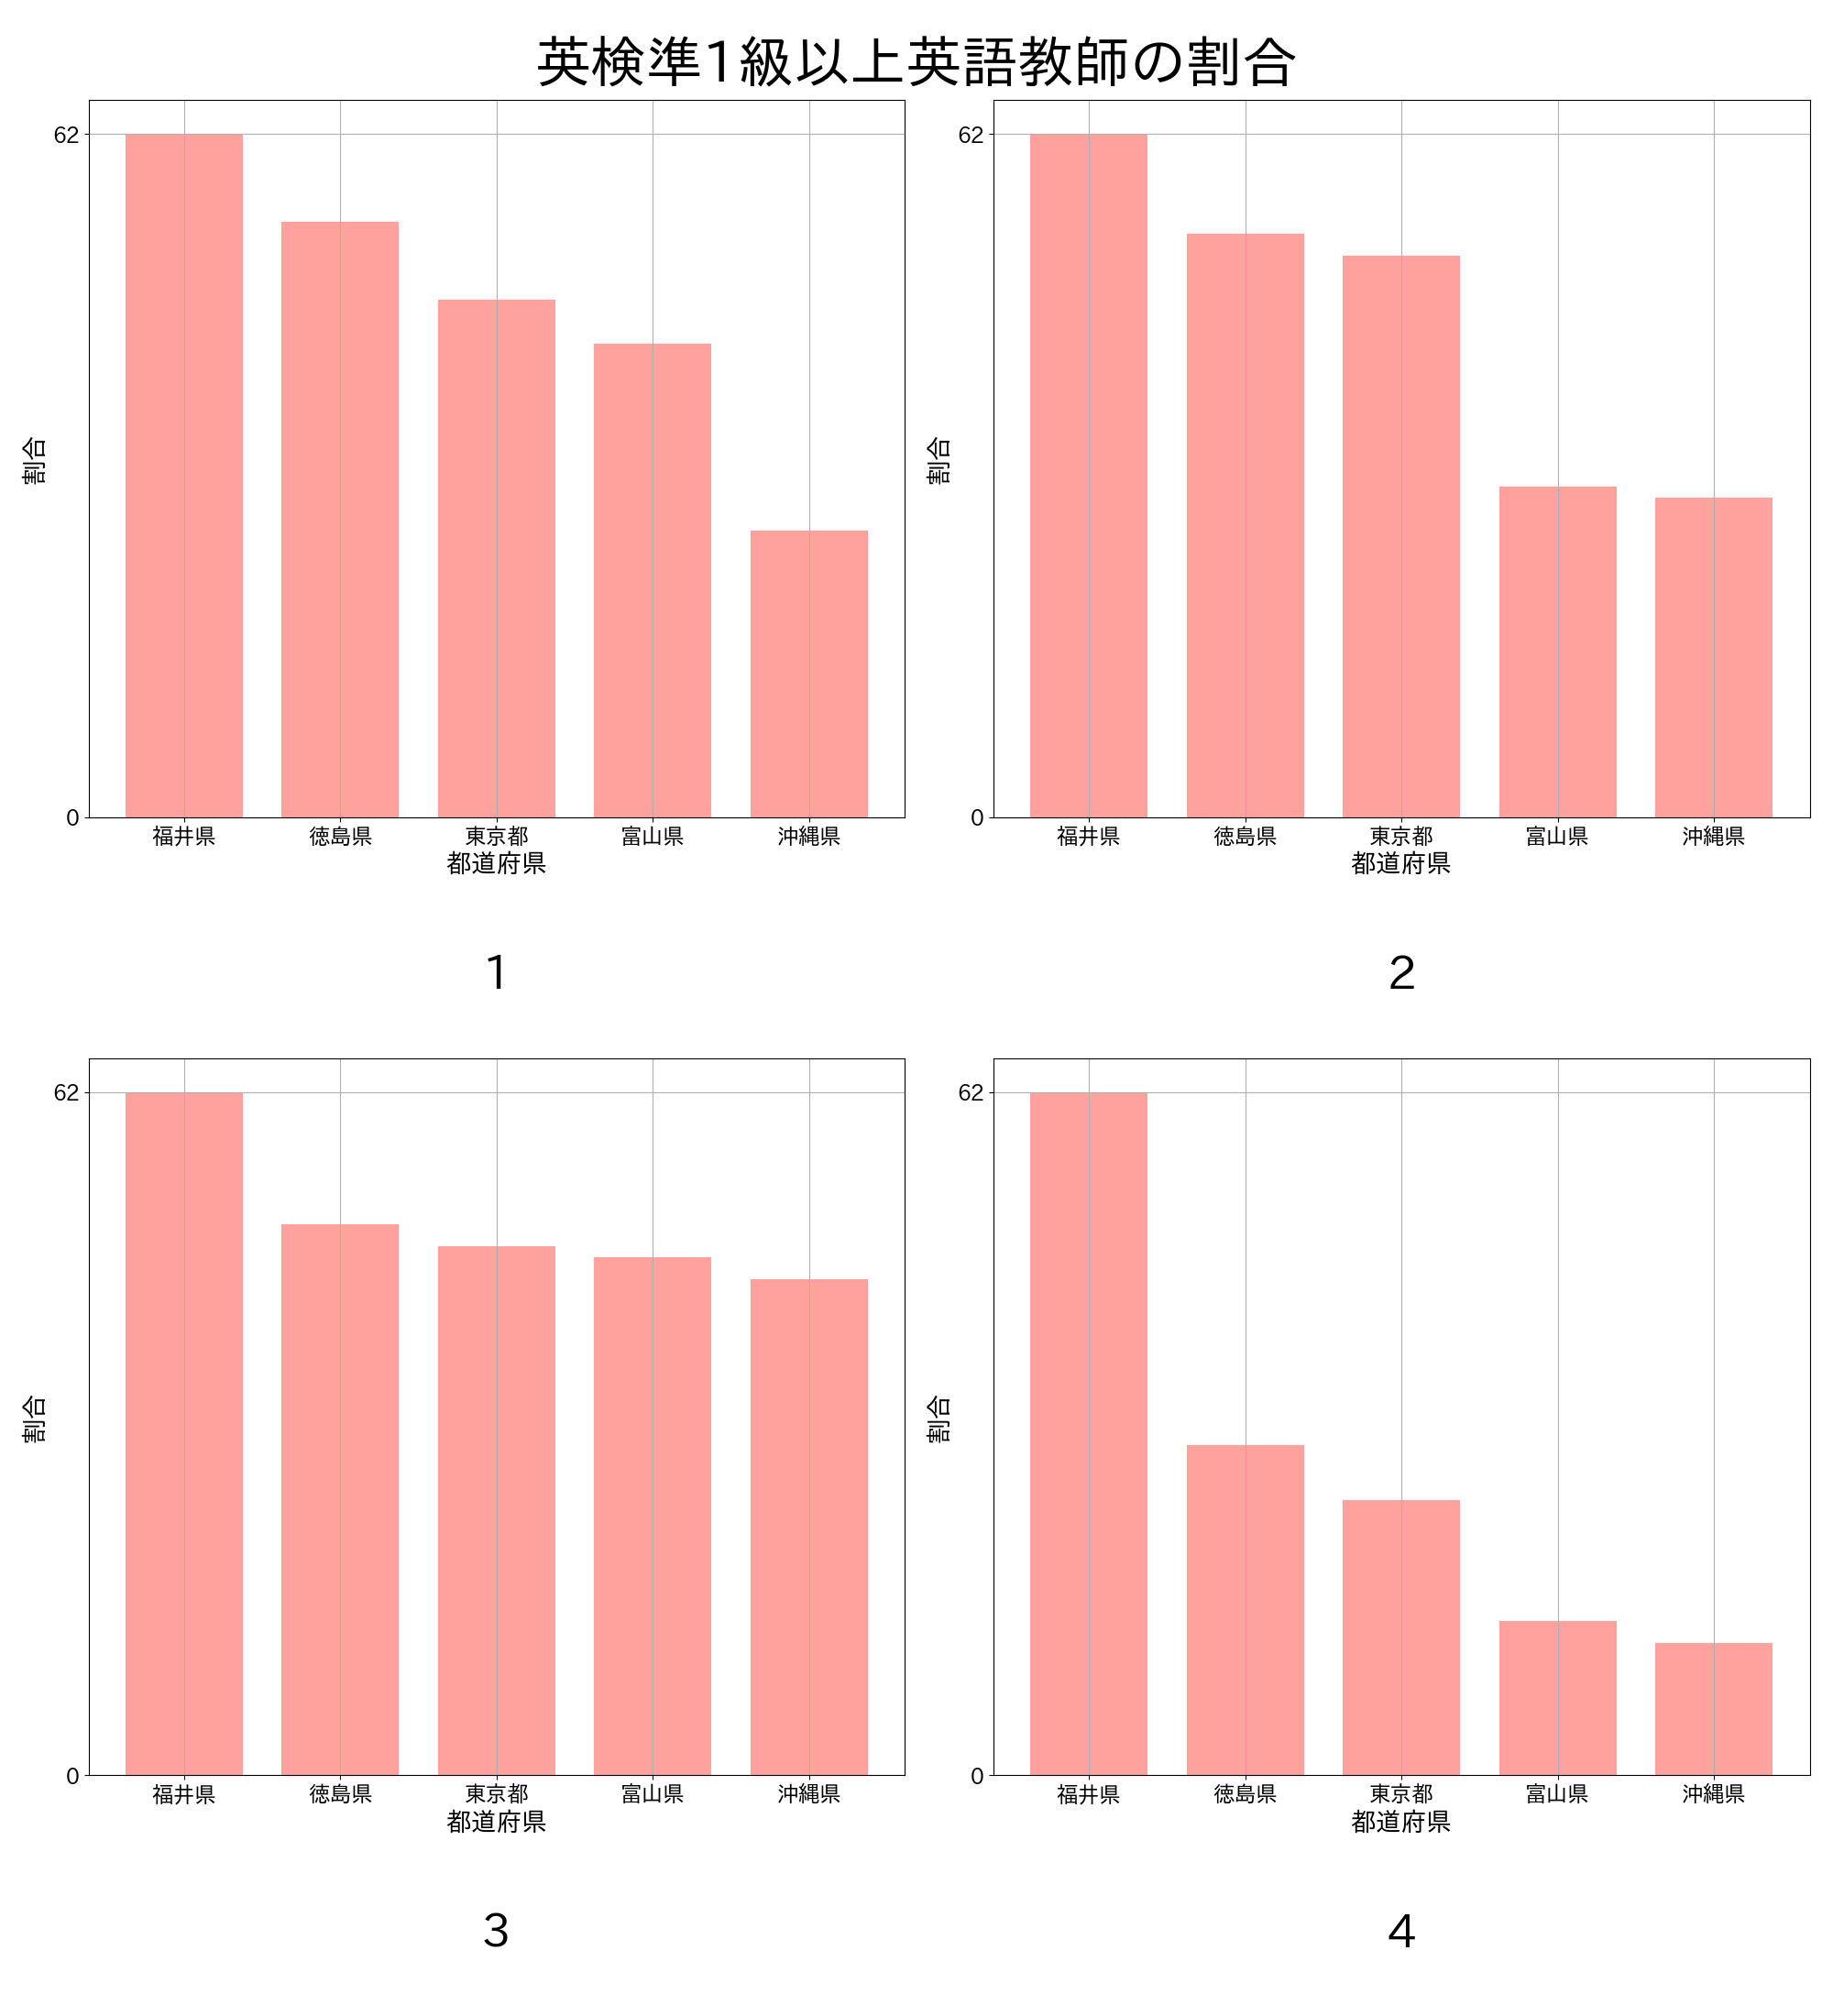 英検準1級以上英語教師の割合
62
0
割合
福井県 徳島県 東京都 富山県 沖縄県
都道府県
1
62
0
割合
福井県 徳島県 東京都 富山県 沖縄県
都道府県
2
62
0
割合
福井県 徳島県 東京都 富山県 沖縄県
都道府県
3
62
0
割合
福井県 徳島県 東京都 富山県 沖縄県
都道府県
4